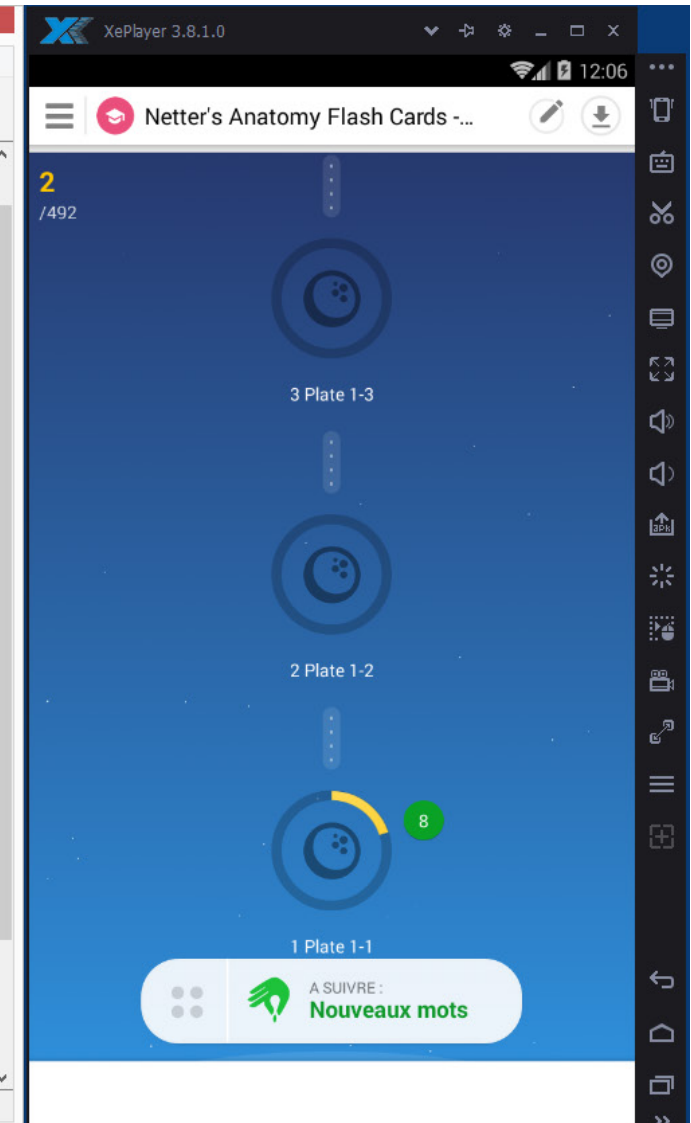 XePlayer 3.8.1.0
12:06
Netter's Anatomy Flash Cards -...
2
/492
3 Plate 1-3
2 Plate 1-2
8
1 Plate 1-1
A SUIVRE :
Nouveaux mots